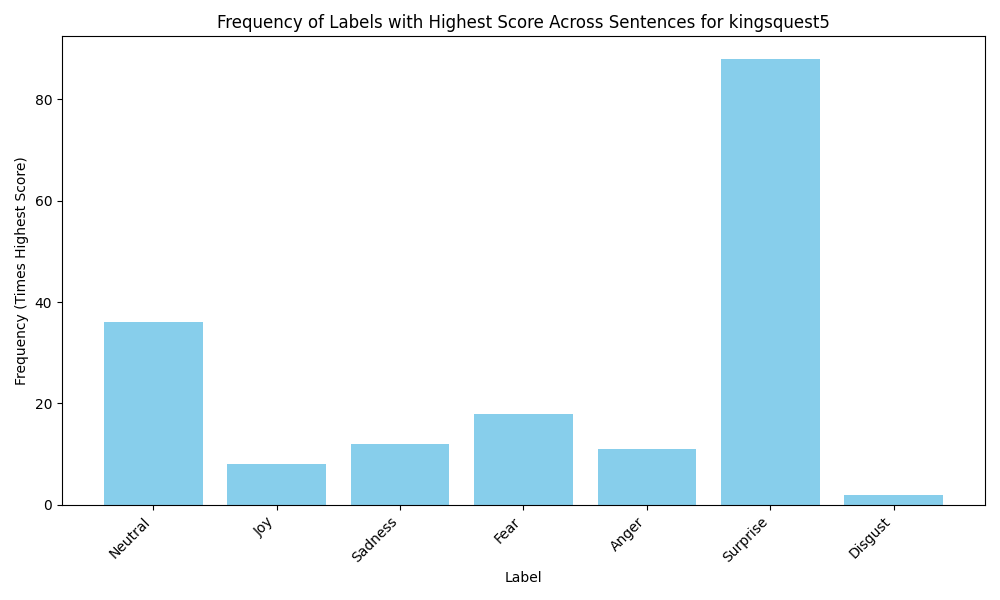 Frequency of Labels with Highest Score Across Sentences for kingsquest5
Frequency (Times Highest Score)
80
60
40
20
0
Neutral
Joy
Sadness
Fear
Anger
Surprise
Disgust
Label